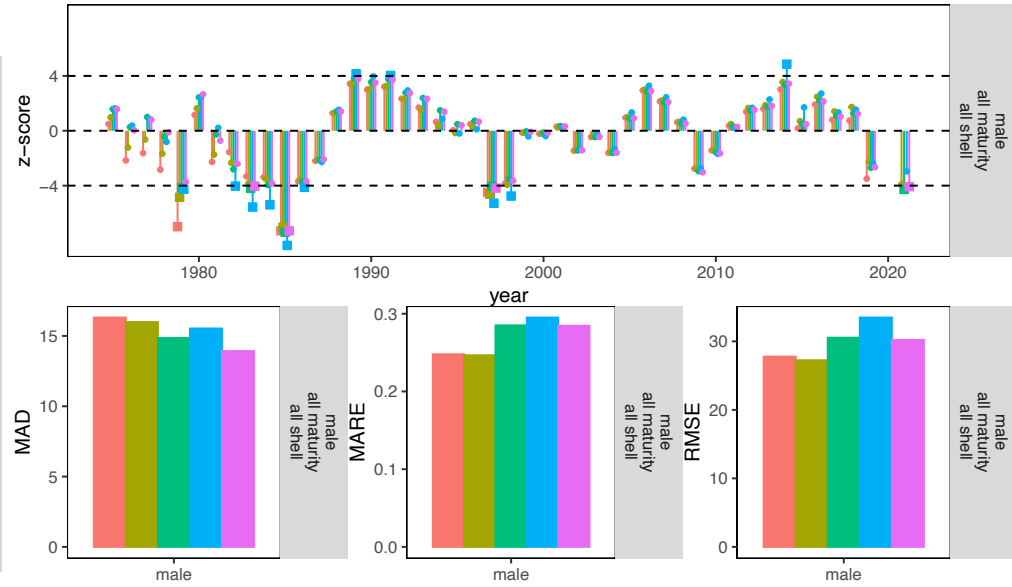 z-score
4
0
−4
1980
1990
2000
2010
2020
year
male
all maturity
all shell
MAD
15
10
5
0
male
male
all maturity
all shell
MARE
0.3
0.2
0.1
0.0
male
male
all maturity
all shell
RMSE
30
20
10
0
male
male
all maturity
all shell